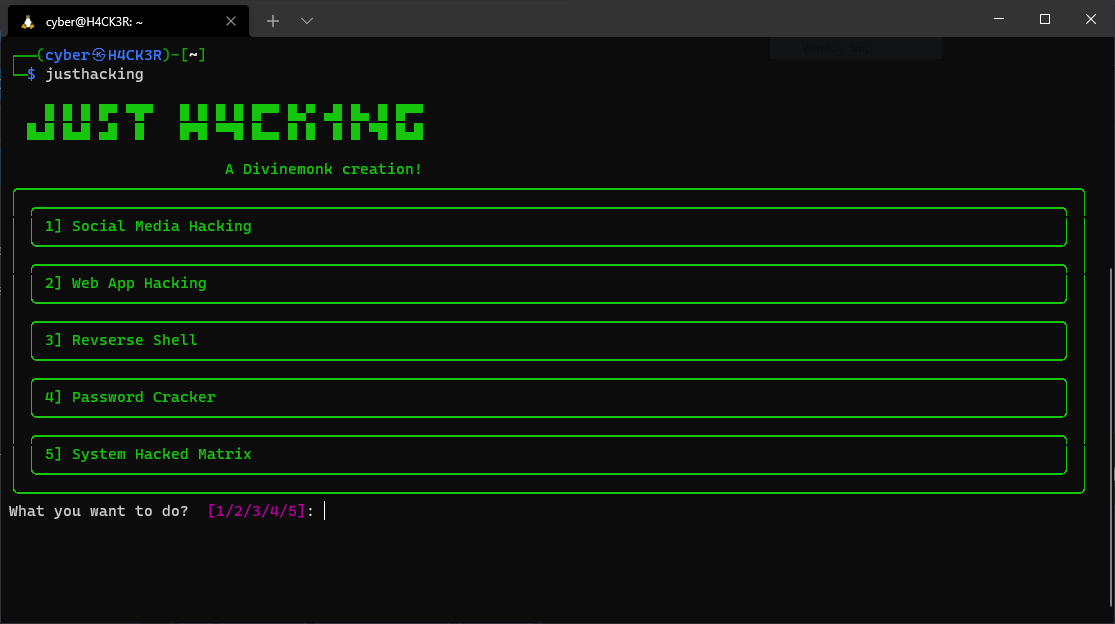 cyber@H4CK3R: ~
(cyber㉿H4CK3R)-[~]
$ justhacking
JUST H4CK1NG
A Divinemonk creation!
1] Social Media Hacking
2] Web App Hacking
3] Revserse Shell
4] Password Cracker
5] System Hacked Matrix
What you want to do? [1/2/3/4/5]: